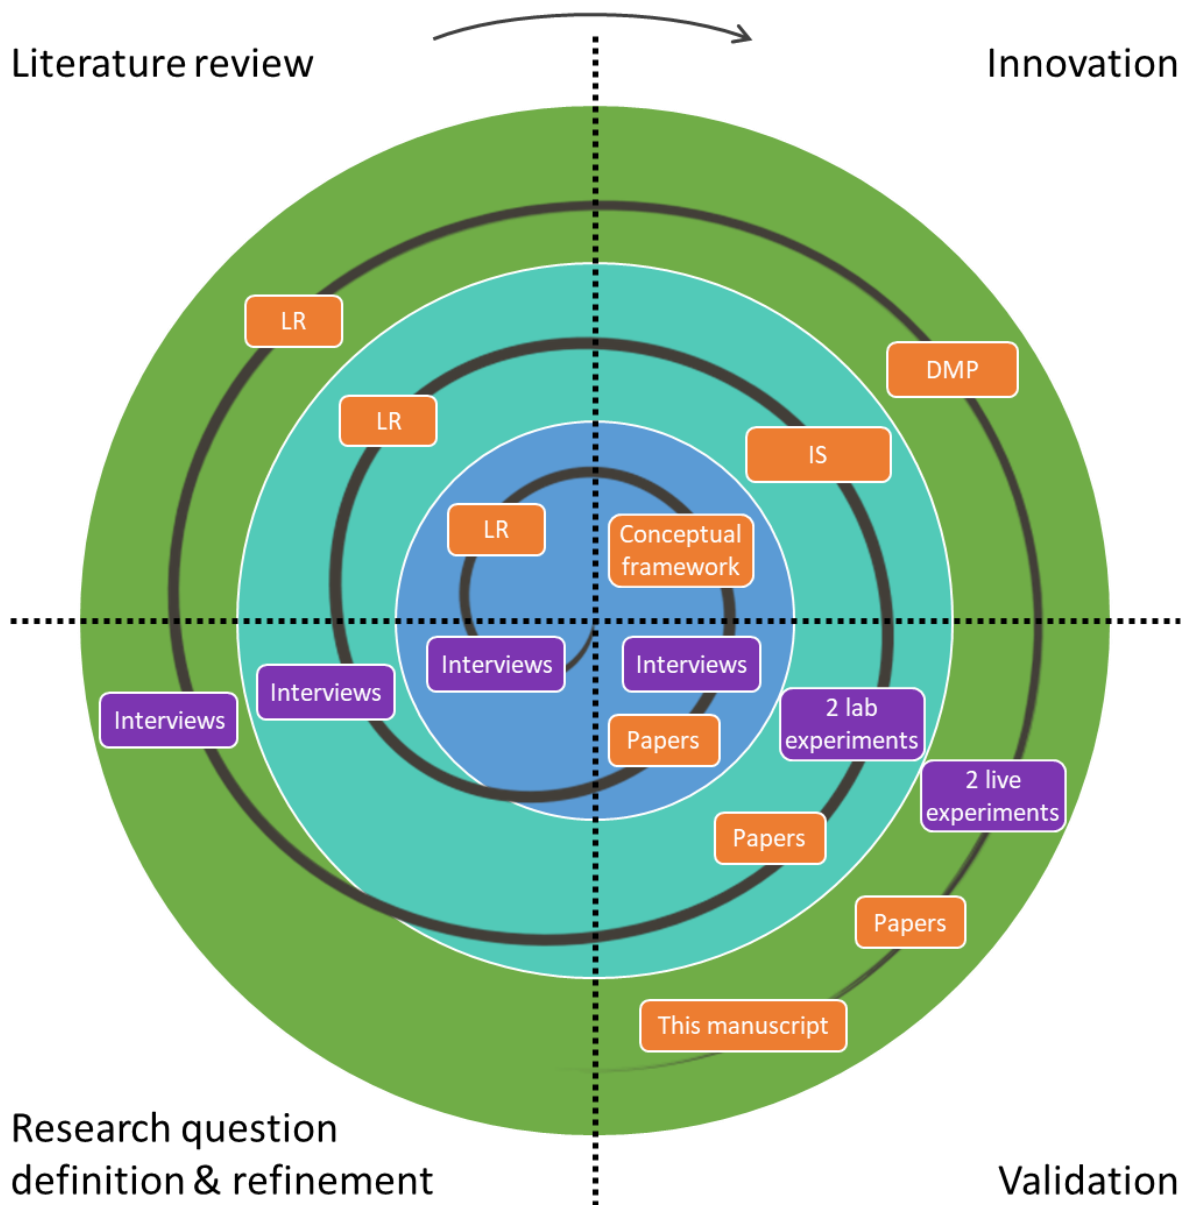 Literature review
Innovation
LR
DMP
LR
IS
LR
Conceptual
framework
Interviews
Interviews
Interviews
Interviews
2 lab
experiments
Papers
2 live
experiments
Papers
Papers
This manuscript
Research question
definition & refinement
Validation